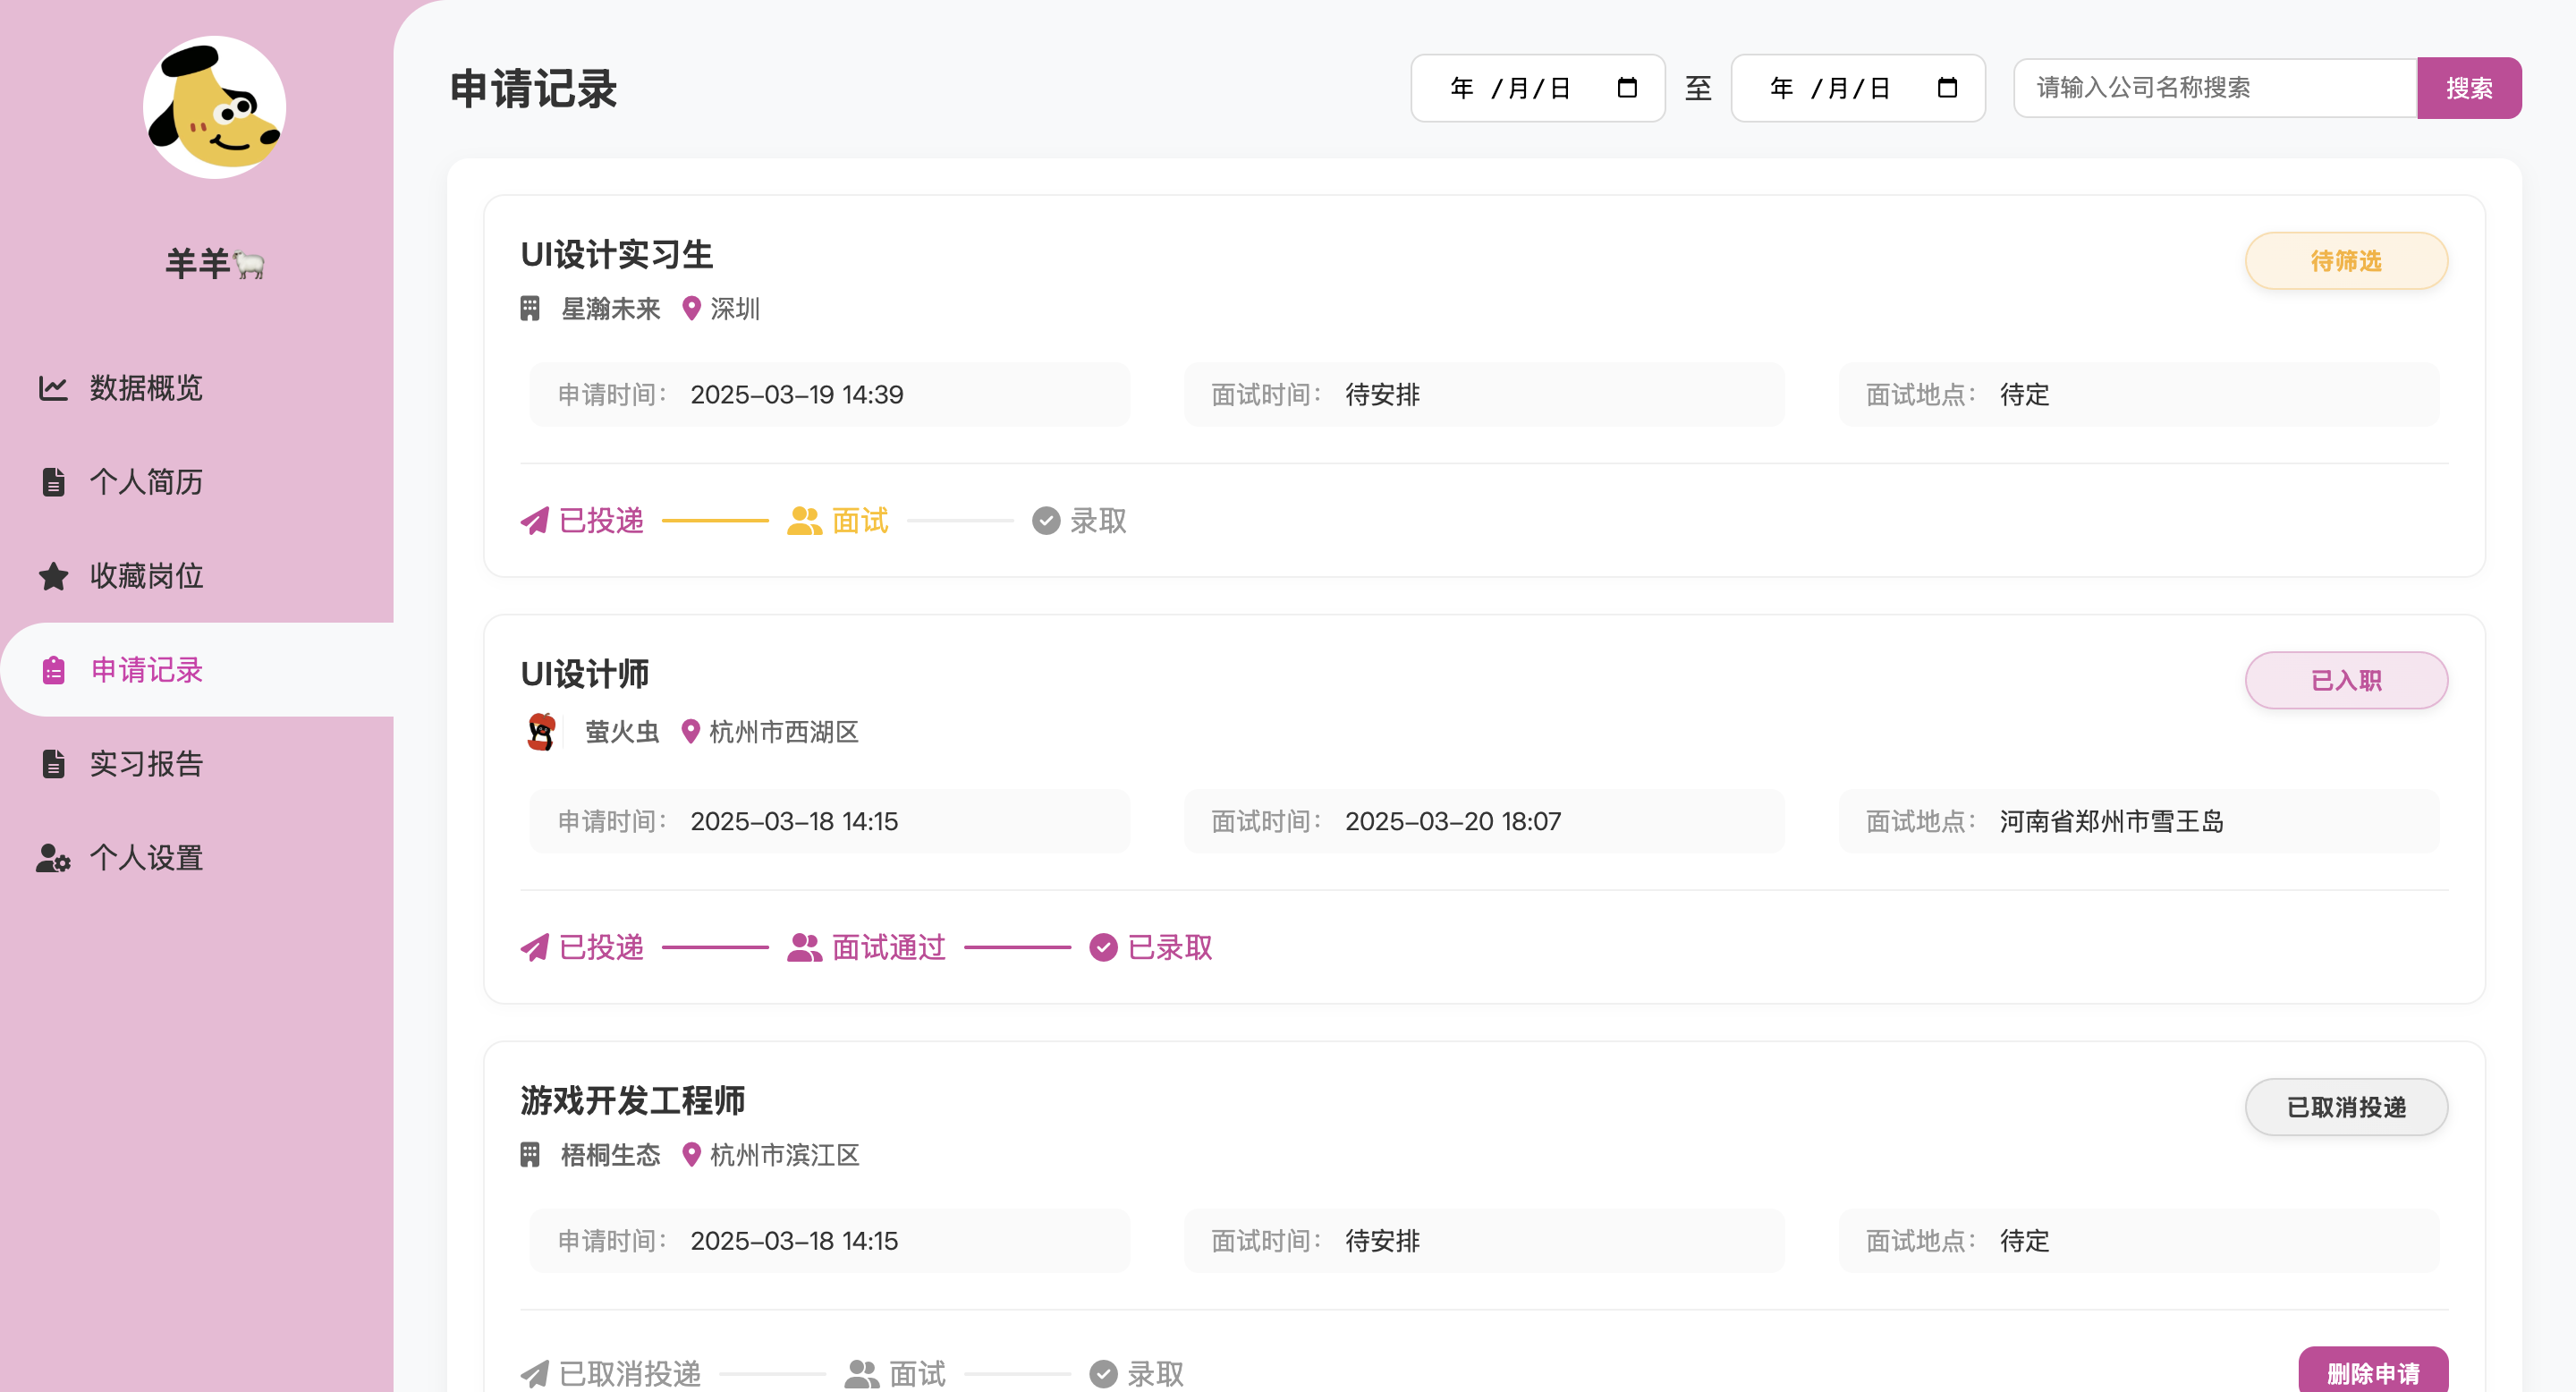 羊羊🐑
数据概览
个人简历
收藏岗位
申请记录
实习报告
个人设置
申请记录
年 /月/日 至 年 /月/日 请输入公司名称搜索 搜索
UI设计实习生
待筛选
星瀚未来 深圳
申请时间： 2025-03-19 14:39 面试时间： 待安排 面试地点： 待定
已投递 面试 录取
UI设计师
已入职
萤火虫 杭州市西湖区
申请时间： 2025-03-18 14:15 面试时间： 2025-03-20 18:07 面试地点： 河南省郑州市雪王岛
已投递 面试通过 已录取
游戏开发工程师
已取消投递
梧桐生态 杭州市滨江区
申请时间： 2025-03-18 14:15 面试时间： 待安排 面试地点： 待定
已取消投递 面试 录取 删除申请